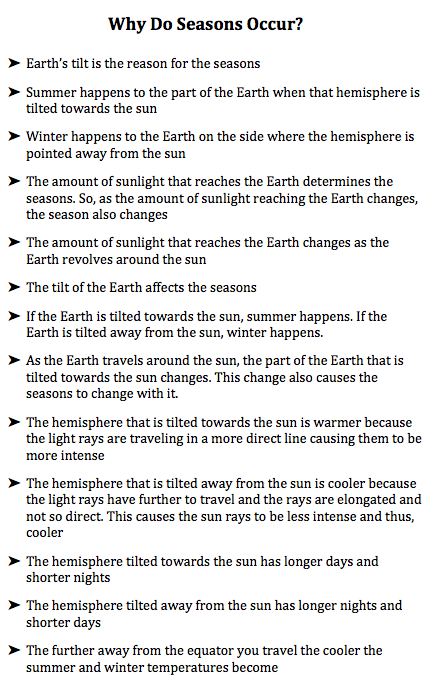 Why Do Seasons Occur?
➤ Earth's tilt is the reason for the seasons
➤ Summer happens to the part of the Earth when that hemisphere is
tilted towards the sun
➤ Winter happens to the Earth on the side where the hemisphere is
pointed away from the sun
➤ The amount of sunlight that reaches the Earth determines the
seasons. So, as the amount of sunlight reaching the Earth changes,
the season also changes
➤ The amount of sunlight that reaches the Earth changes as the
Earth revolves around the sun
➤ The tilt of the Earth affects the seasons
➤ If the Earth is tilted towards the sun, summer happens. If the
Earth is tilted away from the sun, winter happens.
➤ As the Earth travels around the sun, the part of the Earth that is
tilted towards the sun changes. This change also causes the
seasons to change with it.
➤ The hemisphere that is tilted towards the sun is warmer because
the light rays are traveling in a more direct line causing them to be
more intense
➤ The hemisphere that is tilted away from the sun is cooler because
the light rays have further to travel and the rays are elongated and
not so direct. This causes the sun rays to be less intense and thus,
cooler
➤ The hemisphere tilted towards the sun has longer days and
shorter nights
➤ The hemisphere tilted away from the sun has longer nights and
shorter days
➤ The further away from the equator you travel the cooler the
summer and winter temperatures become